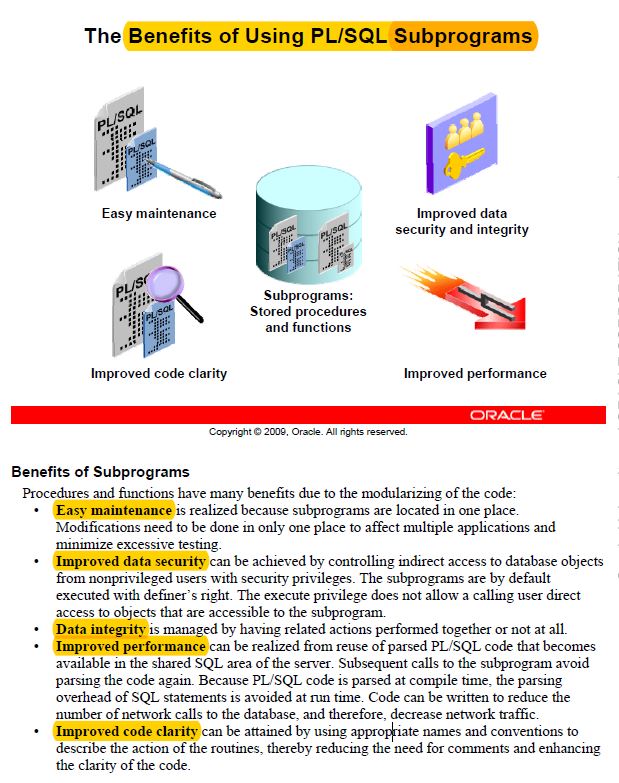 The Benefits of Using PL/SQL Subprograms
PL/SQL
PL/SQL
Easy maintenance
Improved data
security and integrity
PL/SQL
PL/SQL
PL/SQL
PL/SQL
Subprograms:
Stored procedures
and functions
PL/SQ
PL/SQL
Improved code clarity
Improved performance
ORACLE
Copyright © 2009, Oracle. All rights reserved.
Benefits of Subprograms
Procedures and functions have many benefits due to the modularizing of the code:
• Easy maintenance is realized because subprograms are located in one place.
Modifications need to be done in only one place to affect multiple applications and
minimize excessive testing.
• Improved data security can be achieved by controlling indirect access to database objects
from nonprivileged users with security privileges. The subprograms are by default
executed with definer's right. The execute privilege does not allow a calling user direct
access to objects that are accessible to the subprogram.
• Data integrity is managed by having related actions performed together or not at all.
• Improved performance can be realized from reuse of parsed PL/SQL code that becomes
available in the shared SQL area of the server. Subsequent calls to the subprogram avoid
parsing the code again. Because PL/SQL code is parsed at compile time, the parsing
overhead of SQL statements is avoided at run time. Code can be written to reduce the
number of network calls to the database, and therefore, decrease network traffic.
• Improved code clarity can be attained by using appropriate names and conventions to
describe the action of the routines, thereby reducing the need for comments and enhancing
the clarity of the code.